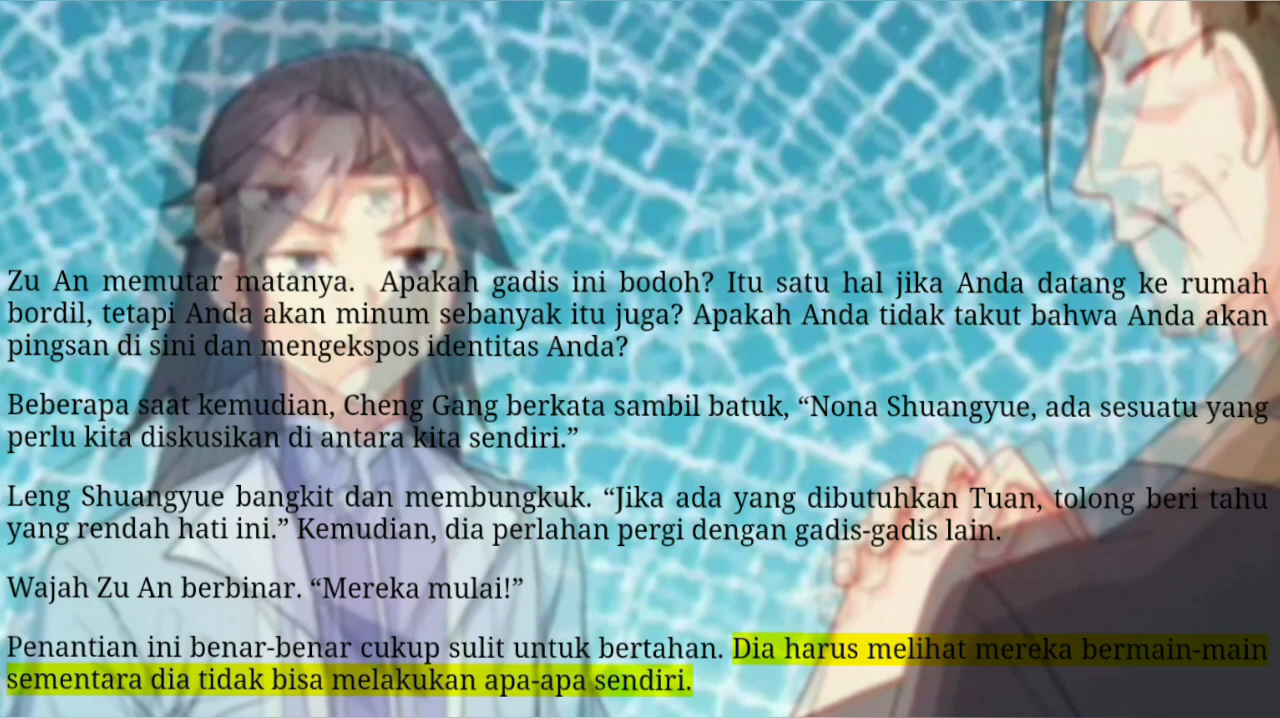 Zu An memutar matanya. Apakah gadis ini bodoh? Itu satu hal jika Anda datang ke rumah
bordil, tetapi Anda akan minum sebanyak itu juga? Apakah Anda tidak takut bahwa Anda akan
pingsan di sini dan mengekspos identitas Anda?
Beberapa saat kemudian, Cheng Gang berkata sambil batuk, “Nona Shuangyue, ada sesuatu yang
perlu kita diskusikan di antara kita sendiri.”
Leng Shuangyue bangkit dan membungkuk. “Jika ada yang dibutuhkan Tuan, tolong beri tahu
yang rendah hati ini.” Kemudian, dia perlahan pergi dengan gadis-gadis lain.
Wajah Zu An berbinar. “Mereka mulai!”
Penantian ini benar-benar cukup sulit untuk bertahan. Dia harus melihat mereka bermain-main
sementara dia tidak bisa melakukan apa-apa sendiri.